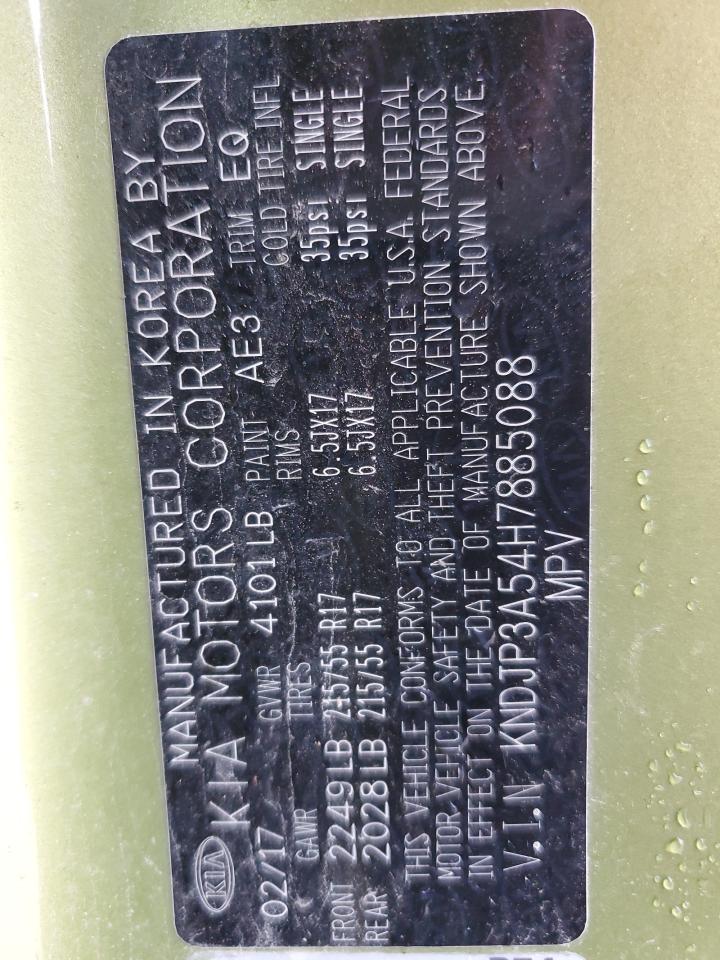 MANUFACTURED IN KOREA BY
KIA KIA MOTORS CORPORATION
02/17 GVWR 4101LB PAINT AE3 TRIM EQ
GAWR TIRES RIMS COLD TIRE INFL
FRONT 2249LB 215/55 R17 6.5JX17 35psi SINGLE
REAR 2028LB 215/55 R17 6.5JX17 35psi SINGLE
THIS VEHICLE CONFORMS TO ALL APPLICABLE U.S.A. FEDERAL
MOTOR VEHICLE SAFETY AND THEFT PREVENTION STANDARDS
IN EFFECT ON THE DATE OF MANUFACTURE SHOWN ABOVE.
V.I.N KNDJP3A54H7885088
MPV